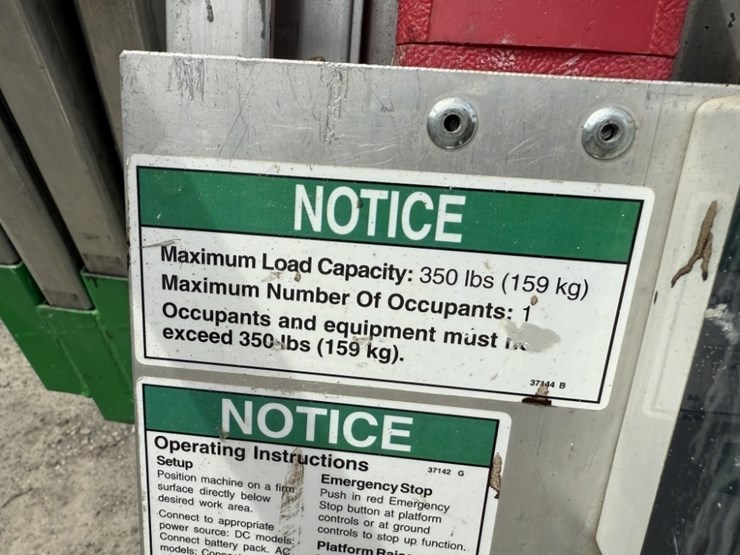 NOTICE
Maximum Load Capacity: 350 lbs (159 kg)
Maximum Number Of Occupants: 1
Occupants and equipment must
exceed 350 lbs (159 kg).
37144 B
NOTICE
37142 G
Operating Instructions
Setup
Position machine on a firm
surface directly below
desired work area.
Connect to appropriate
power source: DC models:
Connect battery pack. AC
models:
Emergency Stop
Push in red Emergency
Stop button at platform
controls or at ground
controls to stop up function.
Platform